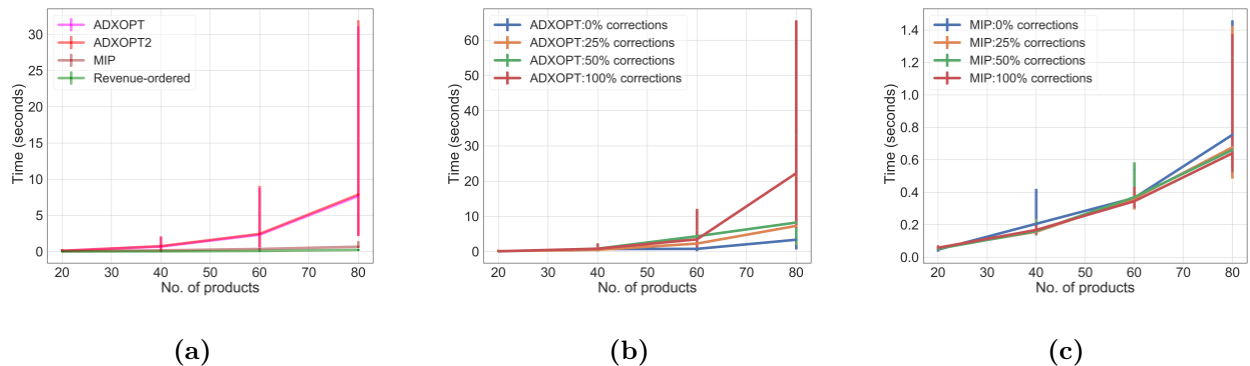 ADXOPT
ADXOPT2
MIP
Revenue-ordered
30
25
20
15
10
5
0
Time (seconds)
20 30 40 50 60 70 80
No. of products
(a)
ADXOPT:0% corrections
ADXOPT:25% corrections
ADXOPT:50% corrections
ADXOPT:100% corrections
60
50
40
30
20
10
0
Time (seconds)
20 30 40 50 60 70 80
No. of products
(b)
MIP:0% corrections
MIP:25% corrections
MIP:50% corrections
MIP:100% corrections
1.4
1.2
1.0
0.8
0.6
0.4
0.2
0.0
Time (seconds)
20 30 40 50 60 70 80
No. of products
(c)